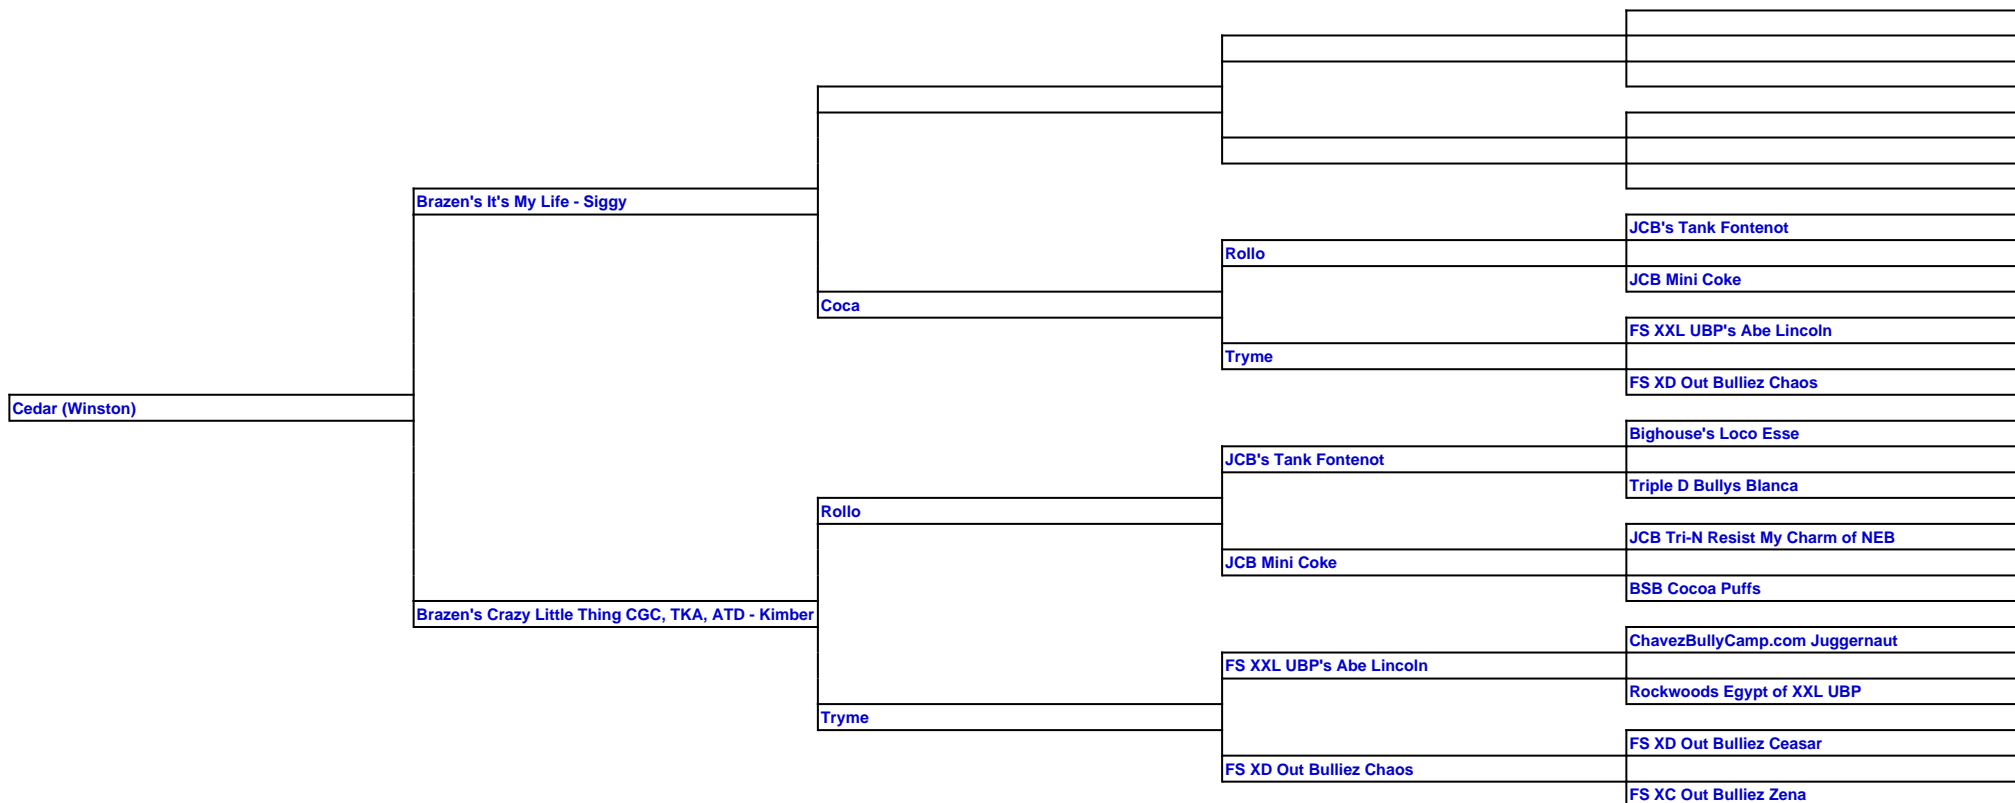 Brazen's It's My Life - Siggy
JCB's Tank Fontenot
Rollo
JCB Mini Coke
Coca
FS XXL UBP's Abe Lincoln
Tryme
FS XD Out Bulliez Chaos
Cedar (Winston)
Bighouse's Loco Esse
JCB's Tank Fontenot
Triple D Bullys Blanca
Rollo
JCB Tri-N Resist My Charm of NEB
JCB Mini Coke
BSB Cocoa Puffs
Brazen's Crazy Little Thing CGC, TKA, ATD - Kimber
ChavezBullyCamp.com Juggernaut
FS XXL UBP's Abe Lincoln
Rockwoods Egypt of XXL UBP
Tryme
FS XD Out Bulliez Ceasar
FS XD Out Bulliez Chaos
FS XC Out Bulliez Zena